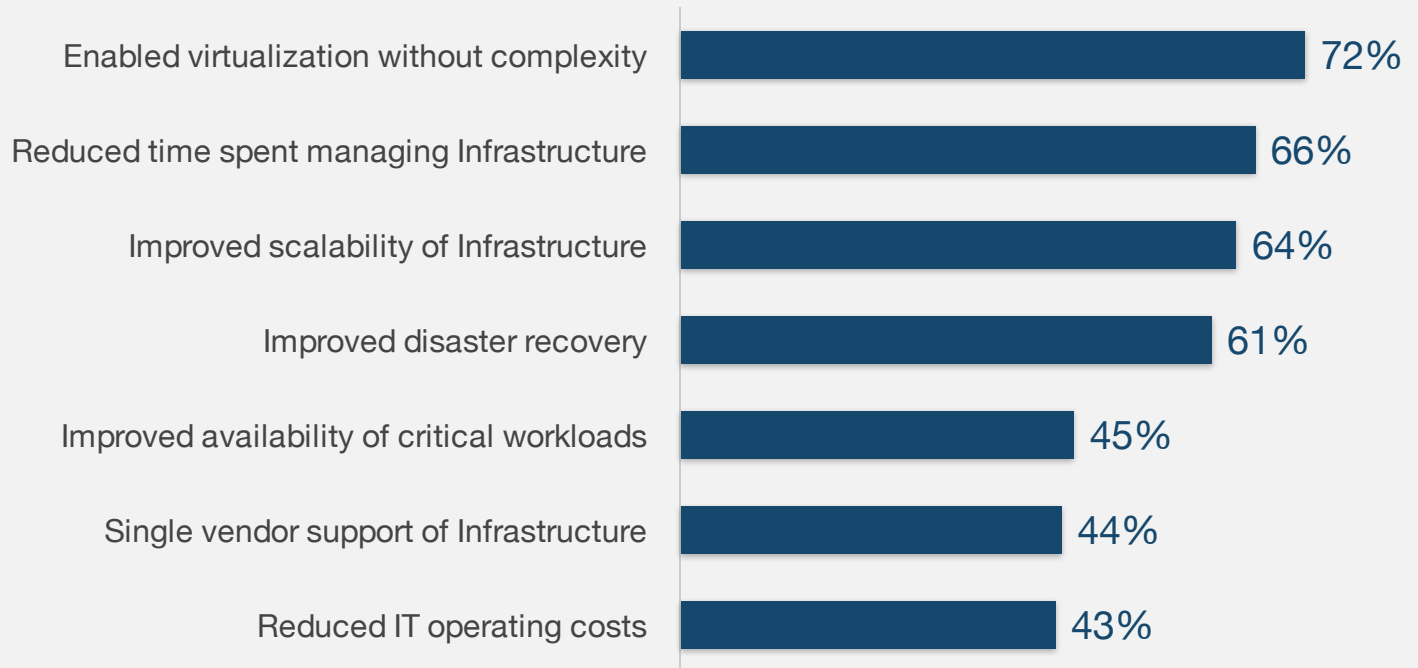 Enabled virtualization without complexity 72%
Reduced time spent managing Infrastructure 66%
Improved scalability of Infrastructure 64%
Improved disaster recovery 61%
Improved availability of critical workloads 45%
Single vendor support of Infrastructure 44%
Reduced IT operating costs 43%